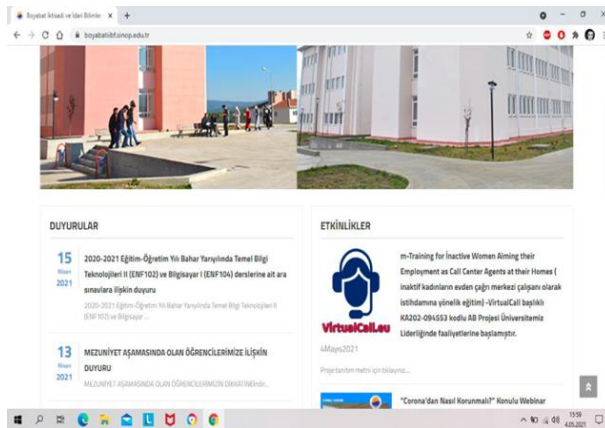 Boyabat İktisadi ve İdari Bilimler
boyabatiibf.sinop.edu.tr
DUYURULAR
15
Nisan
2021
2020-2021 Eğitim-Öğretim Yılı Bahar Yarıyılında Temel Bilgi
Teknolojileri II (ENF102) ve Bilgisayar I (ENF104) derslerine ait ara
sınavlara ilişkin duyuru
2020-2021 Eğitim-Öğretim Yılı Bahar Yarıyılında Temel Bilgi Teknolojileri II
(ENF102) ve Bilgisayar ...
13
Nisan
2021
MEZUNİYET AŞAMASINDA OLAN ÖĞRENCİLERİMİZE İLİŞKİN
DUYURU
MEZUNİYET AŞAMASINDA OLAN ÖĞRENCİLERİMİZİN DİKKATİNEİndir...
ETKİNLİKLER
VirtualCall.eu
m-Training for İnactive Women Aiming their
Employment as Call Center Agents at their Homes (
inaktif kadınların evden çağrı merkezi çalışanı olarak
istihdamına yönelik eğitim) -VirtualCall başlıklı
KA202-094553 kodlu AB Projesi Üniversitemiz
Liderliğinde faaliyetlerine başlamıştır.
4Mayıs2021
Proje tanıtım metni için tıklayınız...
"Corona'dan Nasıl Korunmalı?" Konulu Webinar
15:59
4.05.2021